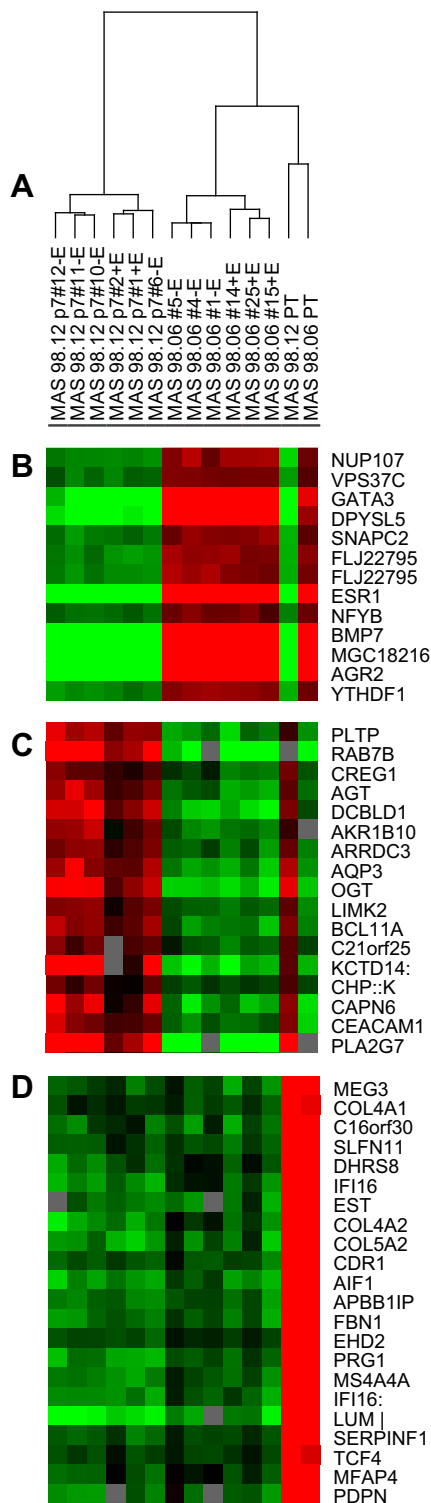 A
MAS 98.12 p7#12-E
MAS 98.12 p7#11-E
MAS 98.12 p7#10-E
MAS 98.12 p7#2+E
MAS 98.12 p7#1+E
MAS 98.12 p7#6-E
MAS 98.06 #5-E
MAS 98.06 #4-E
MAS 98.06 #1-E
MAS 98.06 #14+E
MAS 98.06 #25+E
MAS 98.06 #15+E
MAS 98.12 PT
MAS 98.06 PT
B
NUP107
VPS37C
GATA3
DPYSL5
SNAPC2
FLJ22795
FLJ22795
ESR1
NFYB
BMP7
MGC18216
AGR2
YTHDF1
C
PLTP
RAB7B
CREG1
AGT
DCBLD1
AKR1B10
ARRDC3
AQP3
OGT
LIMK2
BCL11A
C21orf25
KCTD14:
CHP::K
CAPN6
CEACAM1
PLA2G7
D
MEG3
COL4A1
C16orf30
SLFN11
DHRS8
IFI16
EST
COL4A2
COL5A2
CDR1
AIF1
APBB1IP
FBN1
EHD2
PRG1
MS4A4A
IFI16:
LUM |
SERPINF1
TCF4
MFAP4
PDPN